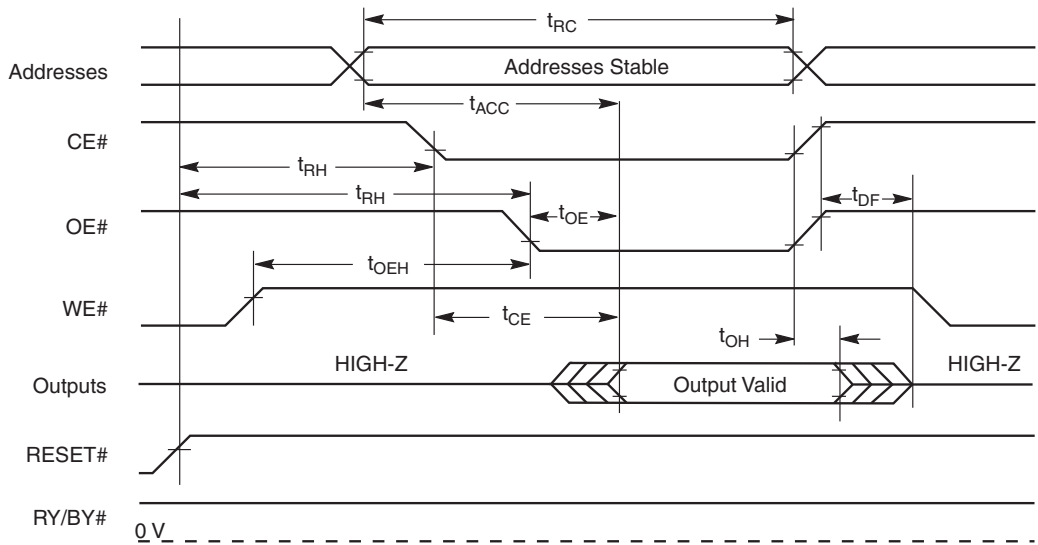 tRC
Addresses
Addresses Stable
tACC
CE#
tRH
tRH
tOE
tDF
OE#
tOEH
WE#
tCE
tOH
HIGH-Z
HIGH-Z
Outputs
Output Valid
RESET#
RY/BY#
0 V